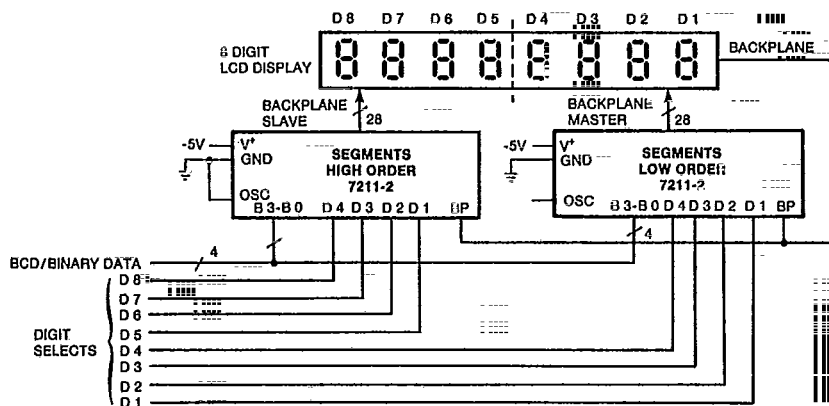 D8 D7 D6 D5 D4 D3 D2 D1
8 DIGIT
LCD DISPLAY
BACKPLANE
BACKPLANE
SLAVE
28
BACKPLANE
MASTER
28
-5V
V+
GND
OSC
SEGMENTS
HIGH ORDER
7211-2
B3-B0 D4 D3 D2 D1 BP
-5V
V+
GND
OSC
SEGMENTS
LOW ORDER
7211-2
B3-B0 D4 D3 D2 D1 BP
4
BCD/BINARY DATA
4
DIGIT
SELECTS
D8
D7
D6
D5
D4
D3
D2
D1